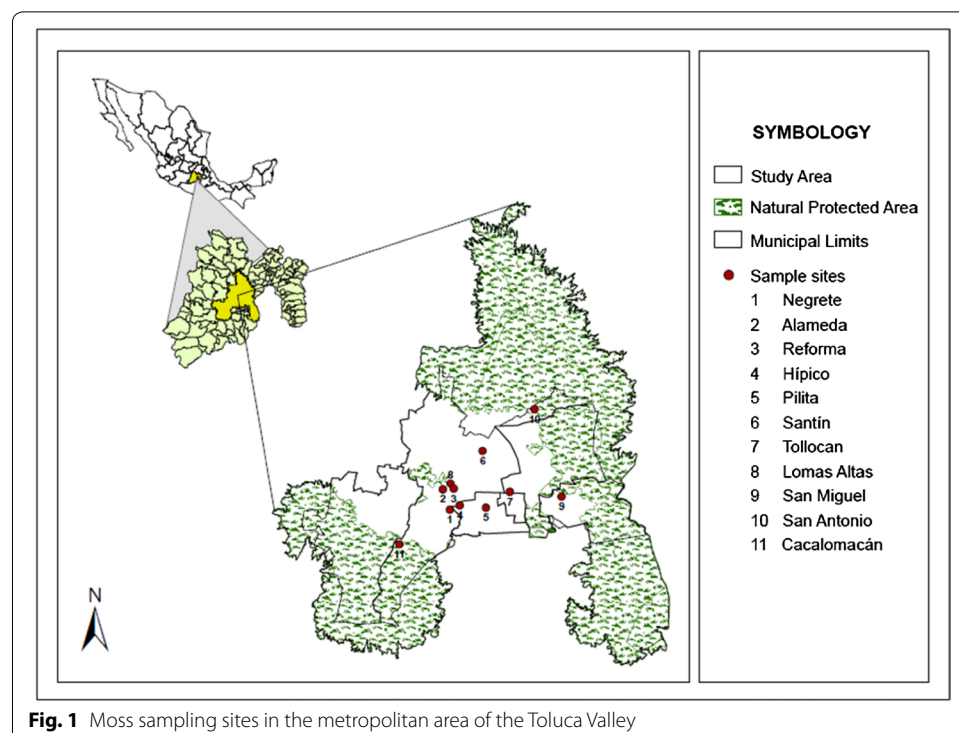 SYMBOLOGY
Study Area
Natural Protected Area
Municipal Limits
Sample sites
1 Negrete
2 Alameda
3 Reforma
4 Hípico
5 Pilita
6 Santín
7 Tollocan
8 Lomas Altas
9 San Miguel
10 San Antonio
11 Cacalomacán
10
6
8
2 3
7
9
1 4 5
11
N
Fig. 1 Moss sampling sites in the metropolitan area of the Toluca Valley